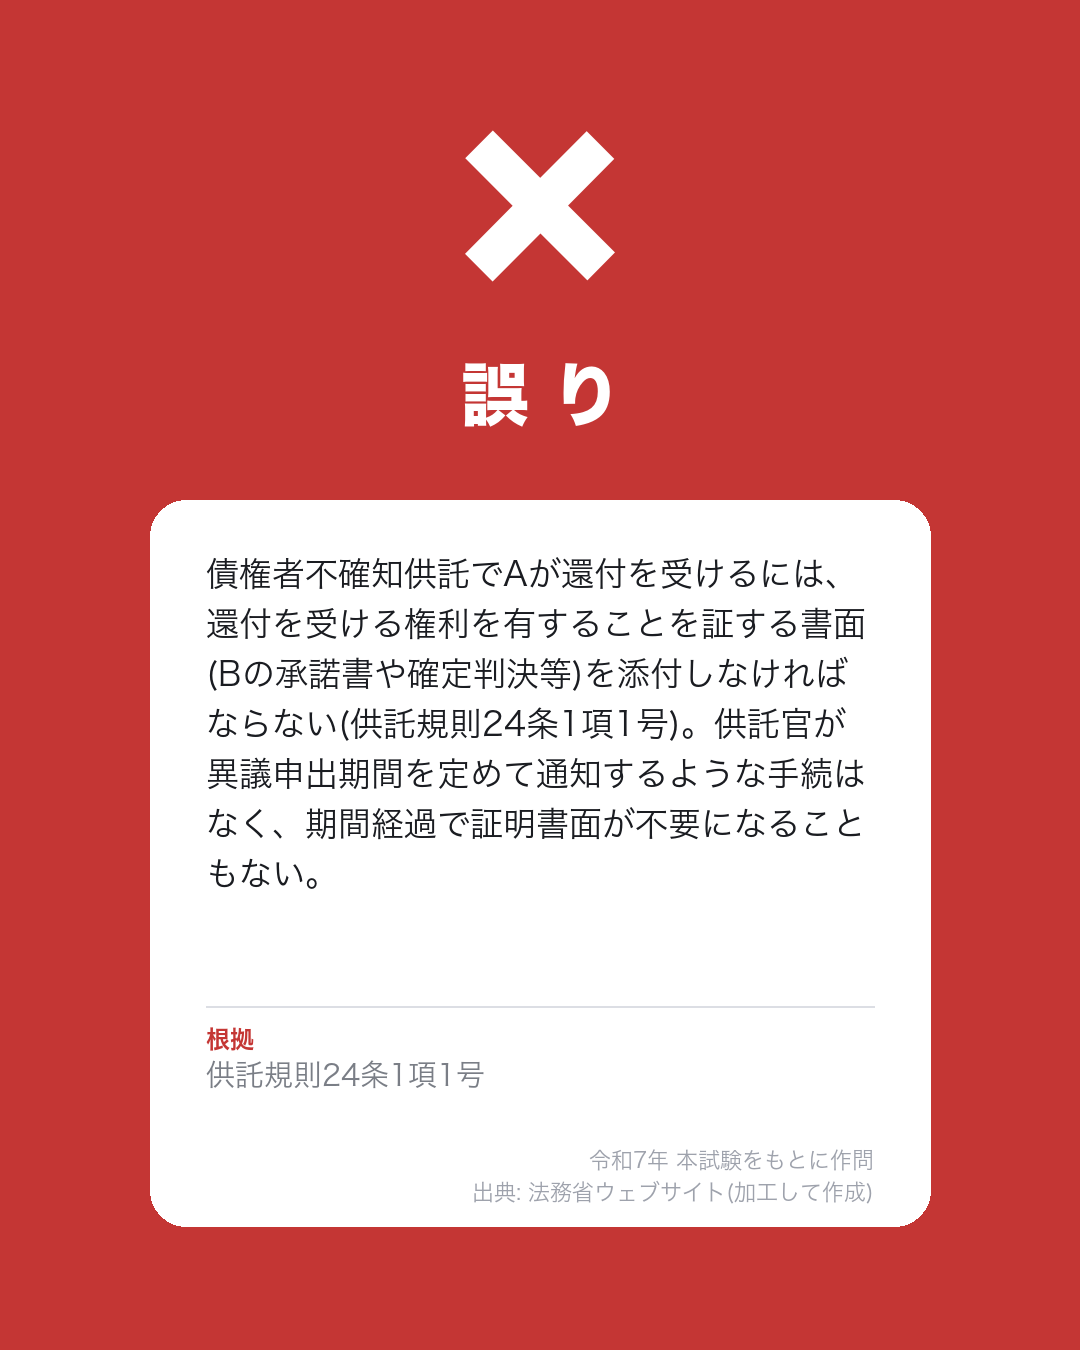 誤り
債権者不確知供託でAが還付を受けるには、
還付を受ける権利を有することを証する書面
(Bの承諾書や確定判決等)を添付しなければ
ならない(供託規則24条1項1号)。供託官が
異議申出期間を定めて通知するような手続は
なく、期間経過で証明書面が不要になること
もない。
根拠
供託規則24条1項1号
令和7年 本試験をもとに作問
出典: 法務省ウェブサイト(加工して作成)